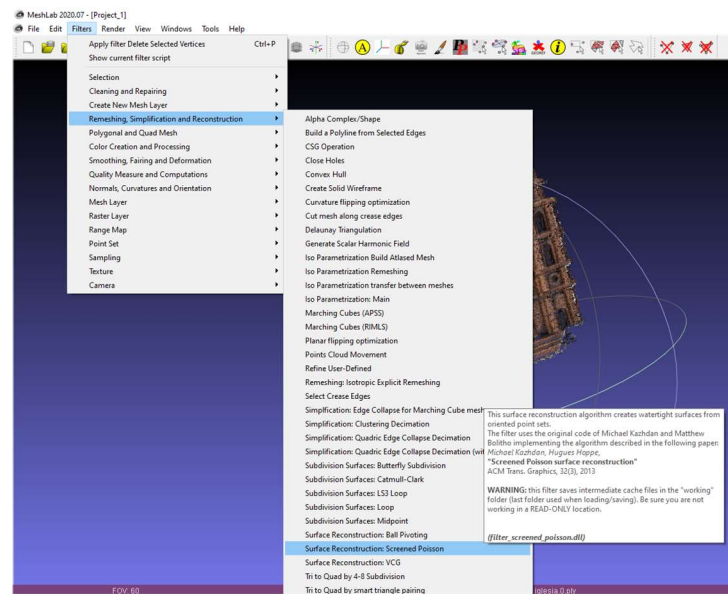 MeshLab 2020.07 - [Project_1]
File Edit Filters Render View Windows Tools Help
Apply filter Delete Selected Vertices Ctrl+P
Show current filter script
Selection
Cleaning and Repairing
Create New Mesh Layer
Remeshing, Simplification and Reconstruction
Polygonal and Quad Mesh
Color Creation and Processing
Smoothing, Fairing and Deformation
Quality Measure and Computations
Normals, Curvatures and Orientation
Mesh Layer
Raster Layer
Range Map
Point Set
Sampling
Texture
Camera
Alpha Complex/Shape
Build a Polyline from Selected Edges
CSG Operation
Close Holes
Convex Hull
Create Solid Wireframe
Curvature flipping optimization
Cut mesh along crease edges
Delaunay Triangulation
Generate Scalar Harmonic Field
Iso Parametrization Build Atlased Mesh
Iso Parametrization Remeshing
Iso Parametrization transfer between meshes
Iso Parametrization: Main
Marching Cubes (APSS)
Marching Cubes (RIMLS)
Planar flipping optimization
Points Cloud Movement
Refine User-Defined
Remeshing: Isotropic Explicit Remeshing
Select Crease Edges
Simplification: Edge Collapse for Marching Cube mesh
Simplification: Clustering Decimation
Simplification: Quadric Edge Collapse Decimation
Simplification: Quadric Edge Collapse Decimation (wi
Subdivision Surfaces: Butterfly Subdivision
Subdivision Surfaces: Catmull-Clark
Subdivision Surfaces: LS3 Loop
Subdivision Surfaces: Loop
Subdivision Surfaces: Midpoint
Surface Reconstruction: Ball Pivoting
Surface Reconstruction: Screened Poisson
Surface Reconstruction: VCG
Tri to Quad by 4-8 Subdivision
Tri to Quad by smart triangle pairing
This surface reconstruction algorithm creates watertight surfaces from
oriented point sets.
The filter uses the original code of Michael Kazhdan and Matthew
Bolitho implementing the algorithm described in the following paper:
Michael Kazhdan, Hugues Hoppe,
"Screened Poisson surface reconstruction"
ACM Trans. Graphics, 32(3), 2013
WARNING: this filter saves intermediate cache files in the "working"
folder (last folder used when loading/saving). Be sure you are not
working in a READ-ONLY location.
(filter_screened_poisson.dll)
FOV: 60
Iglesia.0.ply